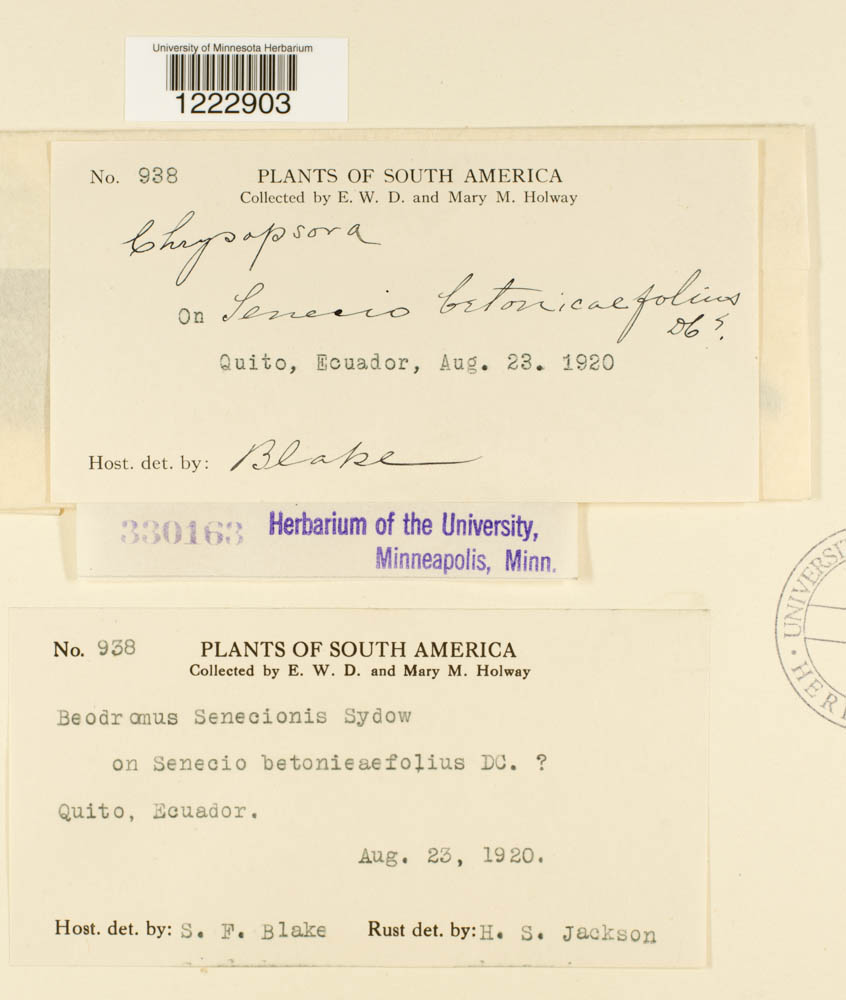 University of Minnesota Herbarium
1222903
No. 938 PLANTS OF SOUTH AMERICA
Collected by E. W. D. and Mary M. Holway
Chrysopsora
On Senecio betonicaefolius
DC ?.
Quito, Ecuador, Aug. 23. 1920
Host. det. by: Blake
330163 Herbarium of the University,
Minneapolis, Minn.
UNIVERSI
HER
No. 938 PLANTS OF SOUTH AMERICA
Collected by E. W. D. and Mary M. Holway
Beodromus Senecionis Sydow
on Senecio betonieaefolius DC. ?
Quito, Ecuador.
Aug. 23, 1920.
Host. det. by: S. F. Blake Rust det. by: H. S. Jackson